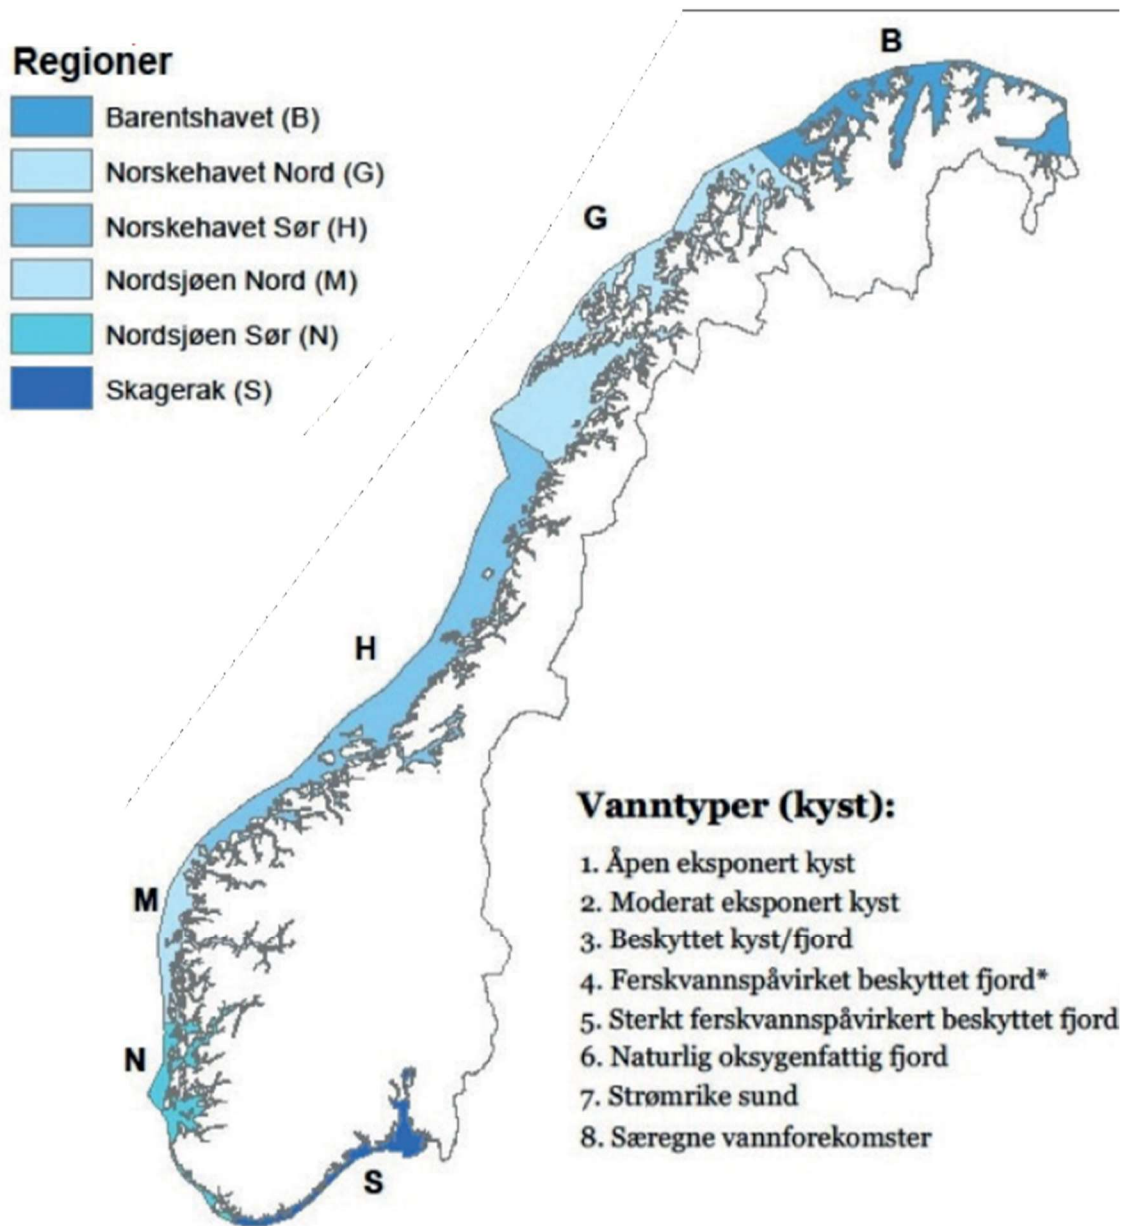 Regioner
Barentshavet (B)
Norskehavet Nord (G)
Norskehavet Sør (H)
Nordsjøen Nord (M)
Nordsjøen Sør (N)
Skagerak (S)
B
G
H
M
N
S
Vanntyper (kyst):
1. Åpen eksponert kyst
2. Moderat eksponert kyst
3. Beskyttet kyst/fjord
4. Ferskvannspåvirket beskyttet fjord*
5. Sterkt ferskvannspåvirkert beskyttet fjord
6. Naturlig oksygenfattig fjord
7. Strømrike sund
8. Særegne vannforekomster